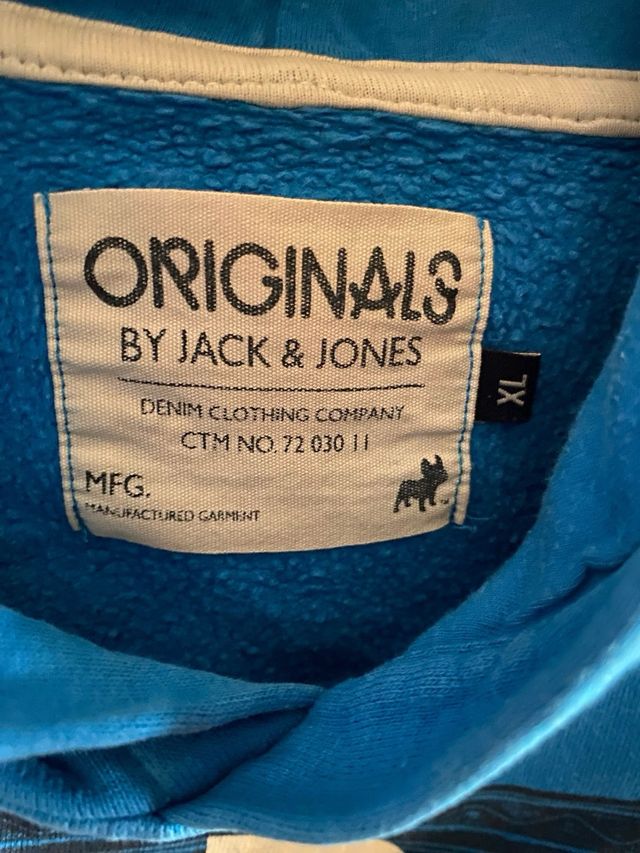 ORIGINALS
BY JACK & JONES
DENIM CLOTHING COMPANY
CTM NO. 72 030 11
MFG.
MANUFACTURED GARMENT
XL